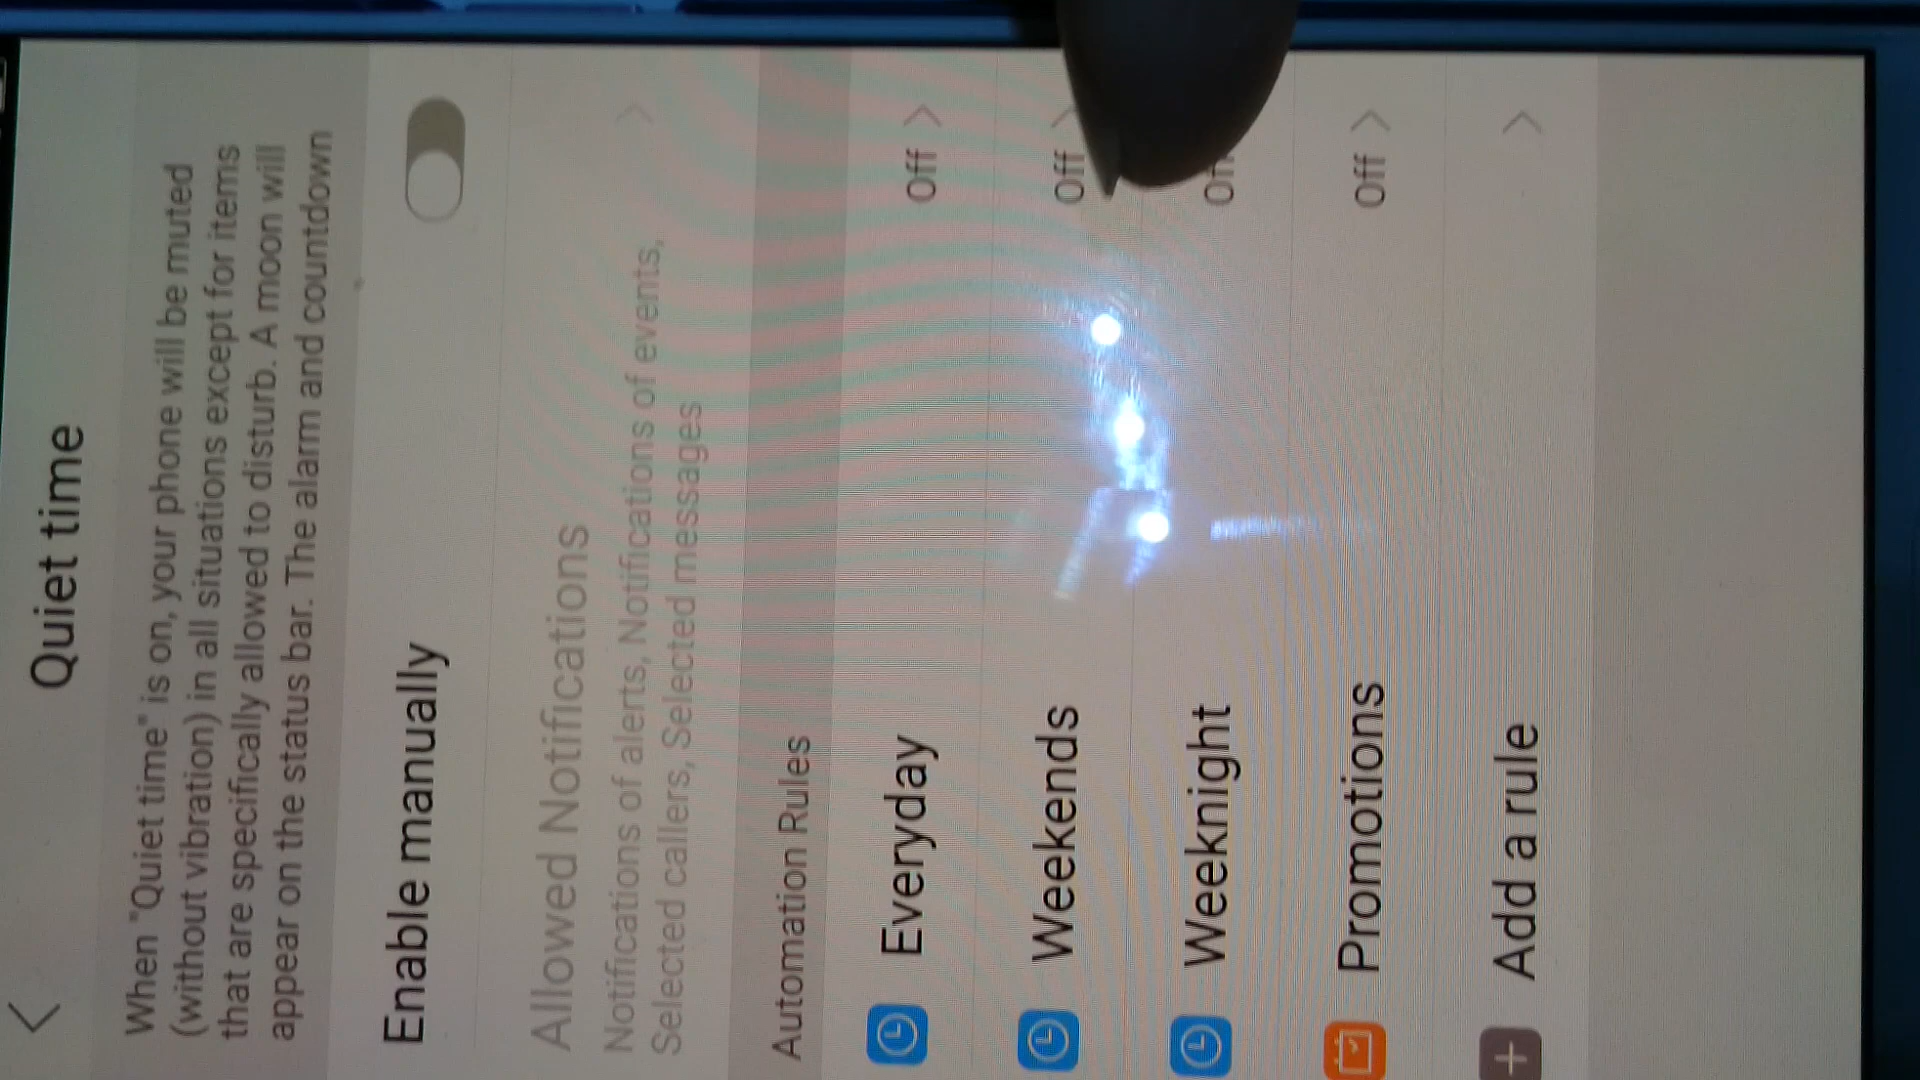 Quiet time
When "Quiet time" is on, your phone will be muted
(without vibration) in all situations except for items
that are specifically allowed to disturb. A moon will
appear on the status bar. The alarm and countdown
Enable manually
Allowed Notifications
Notifications of alerts, Notifications of events,
Selected callers, Selected messages
Automation Rules
Everyday Off
Weekends Off
Weeknight
Promotions Off
Add a rule